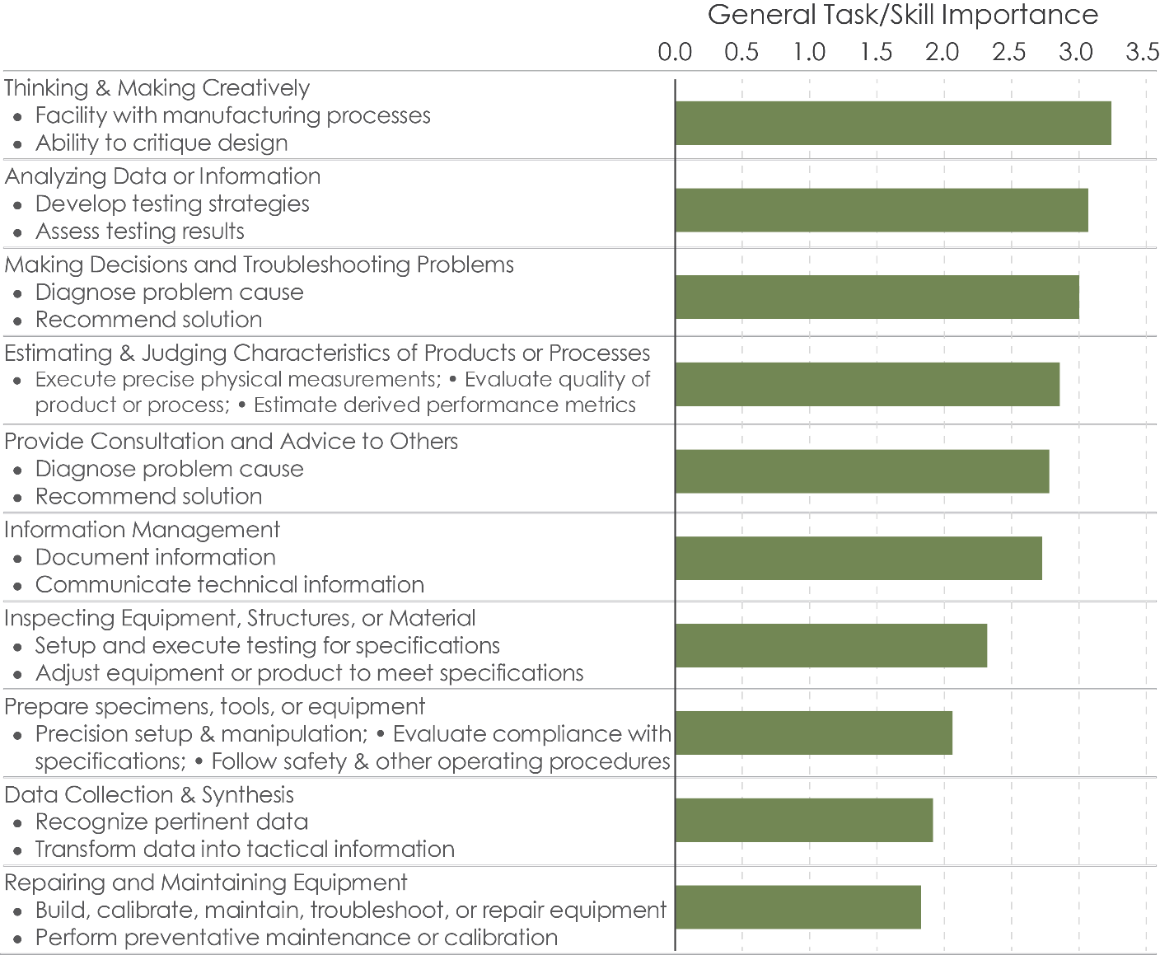 General Task/Skill Importance
0.0 0.5 1.0 1.5 2.0 2.5 3.0 3.5
Thinking & Making Creatively
• Facility with manufacturing processes
• Ability to critique design
Analyzing Data or Information
• Develop testing strategies
• Assess testing results
Making Decisions and Troubleshooting Problems
• Diagnose problem cause
• Recommend solution
Estimating & Judging Characteristics of Products or Processes
• Execute precise physical measurements; • Evaluate quality of
product or process; • Estimate derived performance metrics
Provide Consultation and Advice to Others
• Diagnose problem cause
• Recommend solution
Information Management
• Document information
• Communicate technical information
Inspecting Equipment, Structures, or Material
• Setup and execute testing for specifications
• Adjust equipment or product to meet specifications
Prepare specimens, tools, or equipment
• Precision setup & manipulation; • Evaluate compliance with
specifications; • Follow safety & other operating procedures
Data Collection & Synthesis
• Recognize pertinent data
• Transform data into tactical information
Repairing and Maintaining Equipment
• Build, calibrate, maintain, troubleshoot, or repair equipment
• Perform preventative maintenance or calibration